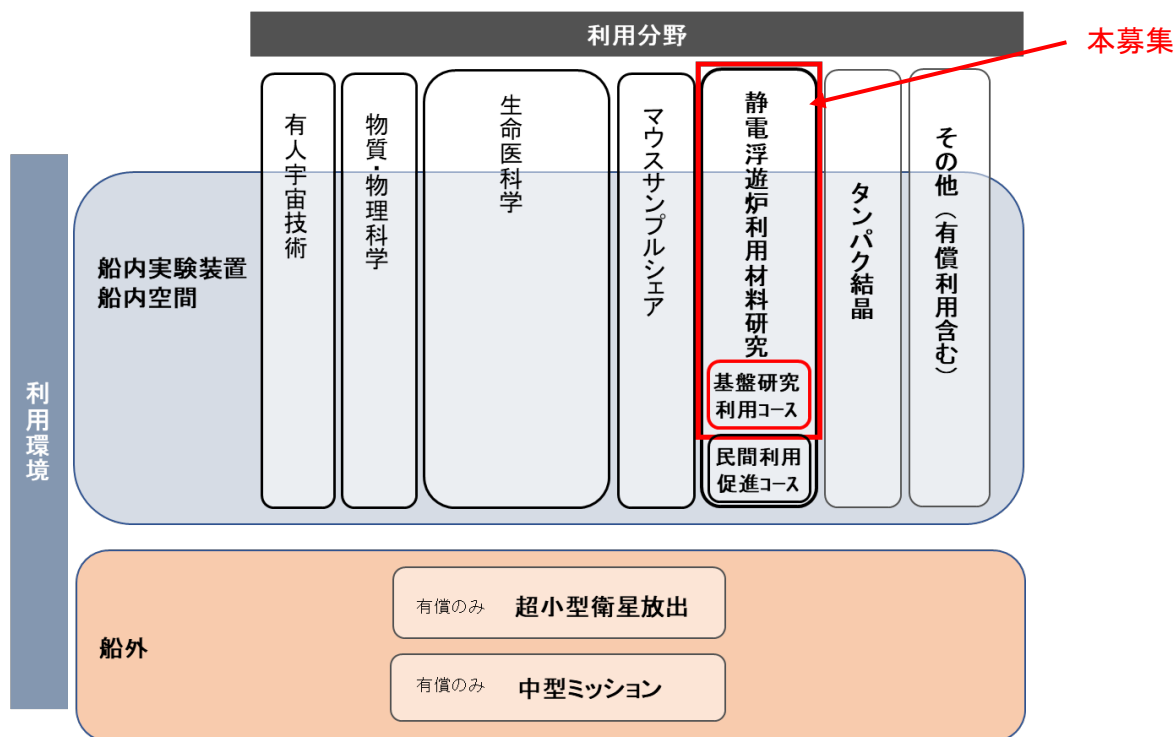 利用分野
本募集
有人宇宙技術
物質・物理科学
生命医科学
マウスサンプルシェア
静電浮遊炉利用材料研究
基盤研究
利用コース
民間利用
促進コース
タンパク結晶
その他（有償利用含む）
利用環境
船内実験装置
船内空間
船外
有償のみ 超小型衛星放出
有償のみ 中型ミッション